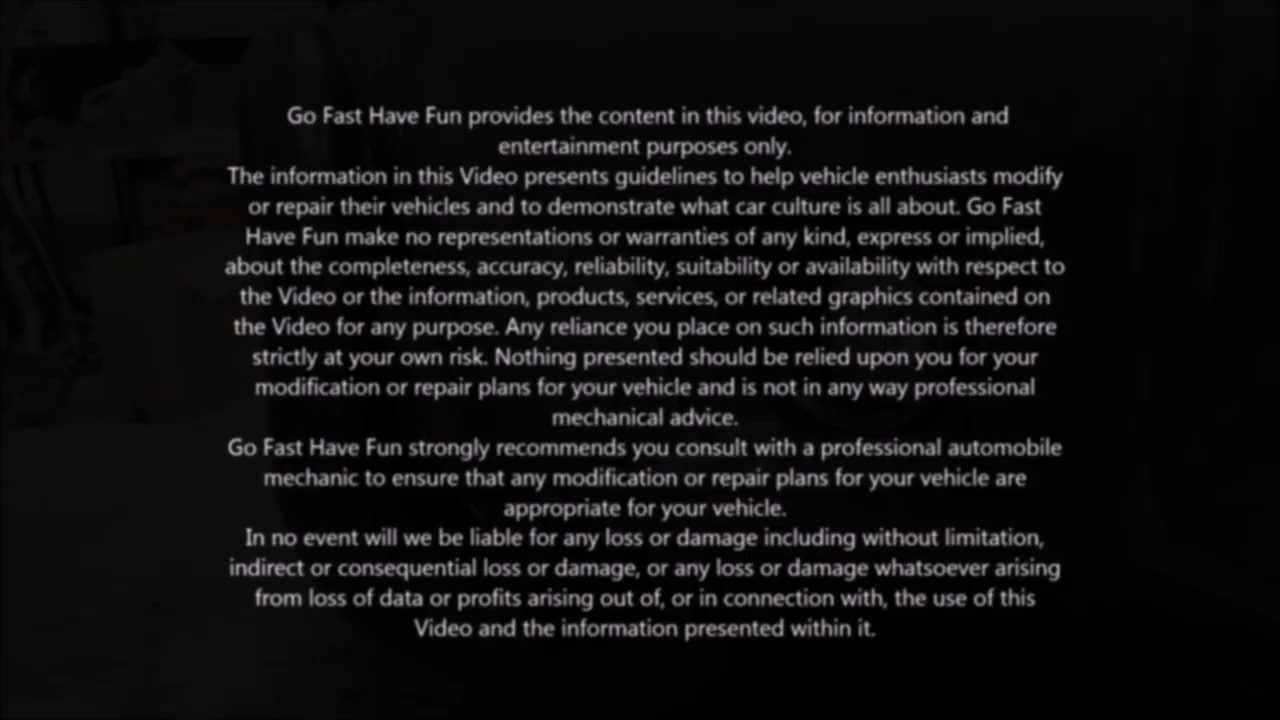 Go Fast Have Fun provides the content in this video, for information and
entertainment purposes only.
The information in this Video presents guidelines to help vehicle enthusiasts modify
or repair their vehicles and to demonstrate what car culture is all about. Go Fast
Have Fun make no representations or warranties of any kind, express or implied,
about the completeness, accuracy, reliability, suitability or availability with respect to
the Video or the information, products, services, or related graphics contained on
the Video for any purpose. Any reliance you place on such information is therefore
strictly at your own risk. Nothing presented should be relied upon you for your
modification or repair plans for your vehicle and is not in any way professional
mechanical advice.
Go Fast Have Fun strongly recommends you consult with a professional automobile
mechanic to ensure that any modification or repair plans for your vehicle are
appropriate for your vehicle.
In no event will we be liable for any loss or damage including without limitation,
indirect or consequential loss or damage, or any loss or damage whatsoever arising
from loss of data or profits arising out of, or in connection with, the use of this
Video and the information presented within it.